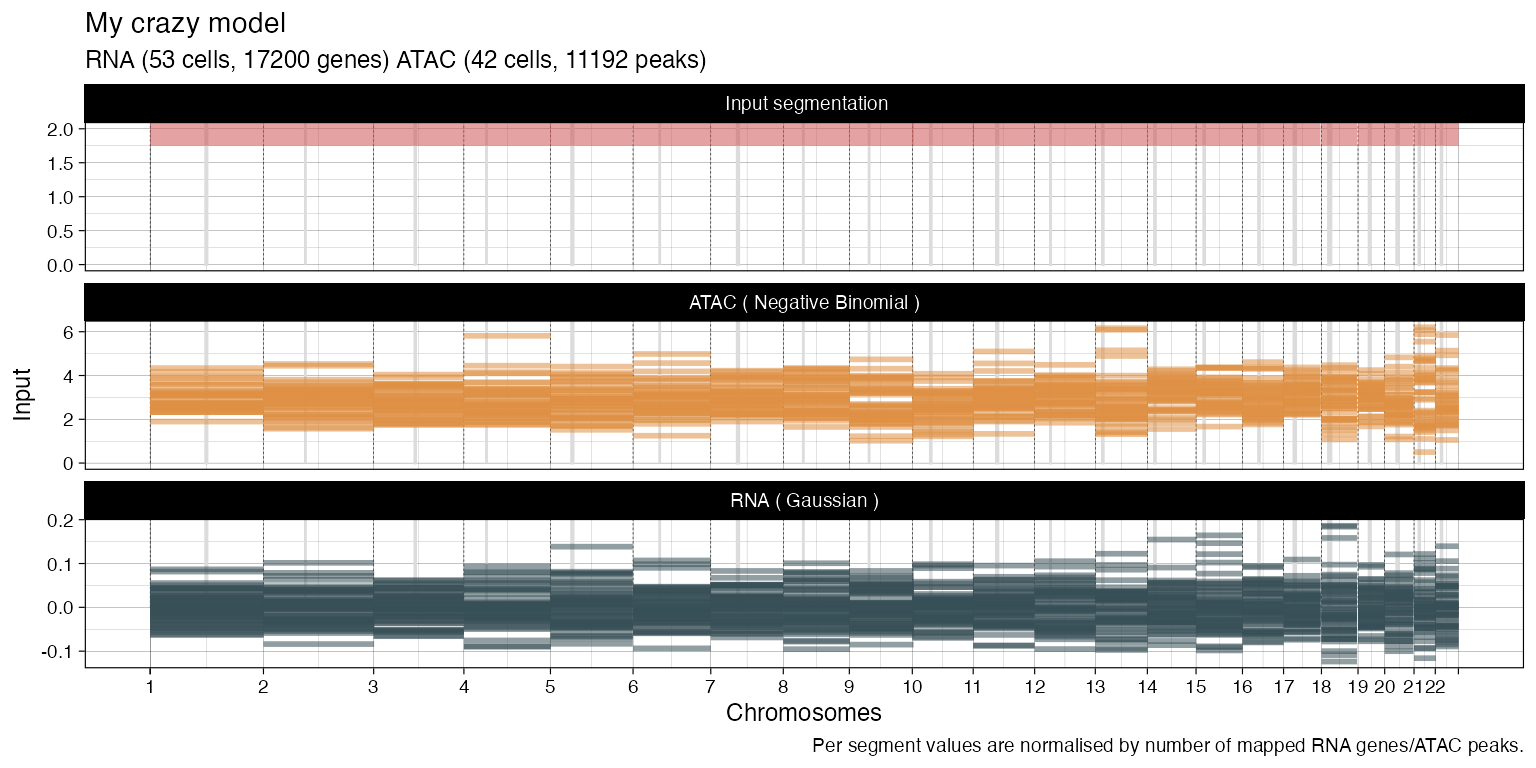 My crazy model
RNA (53 cells, 17200 genes) ATAC (42 cells, 11192 peaks)
Input segmentation
2.0
1.5
1.0
0.5
0.0
ATAC ( Negative Binomial )
6
4
2
0
Input
RNA ( Gaussian )
0.2
0.1
0.0
-0.1
1 2 3 4 5 6 7 8 9 10 11 12 13 14 15 16 17 18 19 20 21 22
Chromosomes
Per segment values are normalised by number of mapped RNA genes/ATAC peaks.